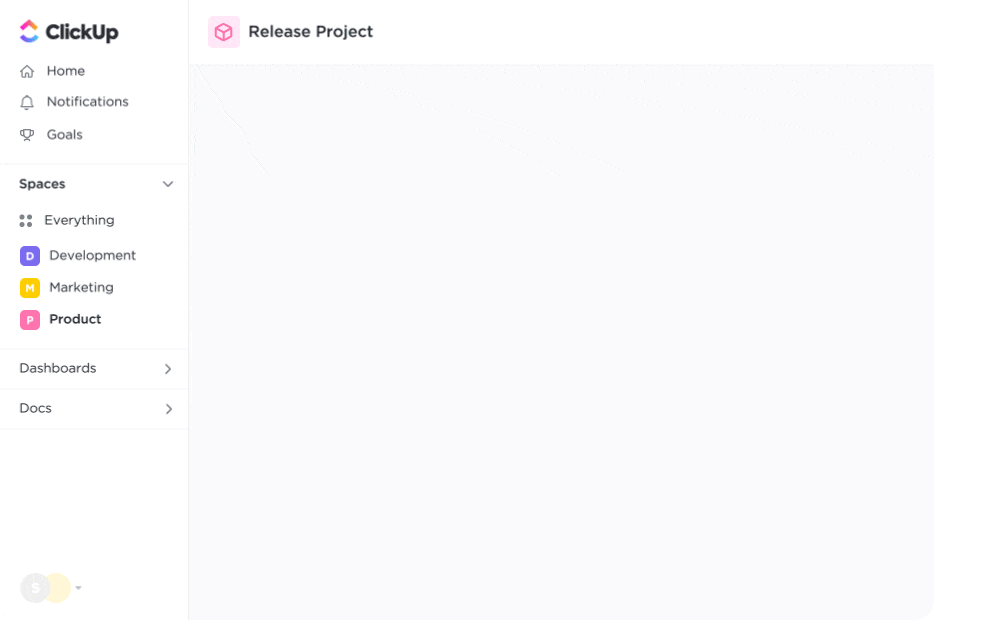 ClickUp
Release Project
Home
Notifications
Goals
Spaces
Everything
D Development
M Marketing
P Product
Dashboards
Docs
S